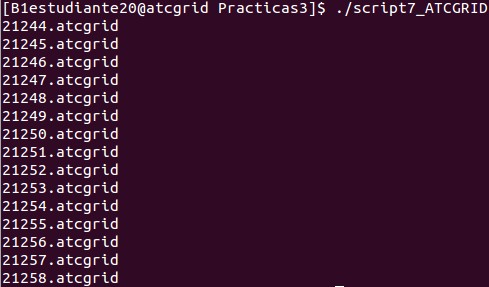 [B1estudiante20@atcgrid Practicas3]$ ./script7_ATCGRID
21244.atcgrid
21245.atcgrid
21246.atcgrid
21247.atcgrid
21248.atcgrid
21249.atcgrid
21250.atcgrid
21251.atcgrid
21252.atcgrid
21253.atcgrid
21254.atcgrid
21255.atcgrid
21256.atcgrid
21257.atcgrid
21258.atcgrid